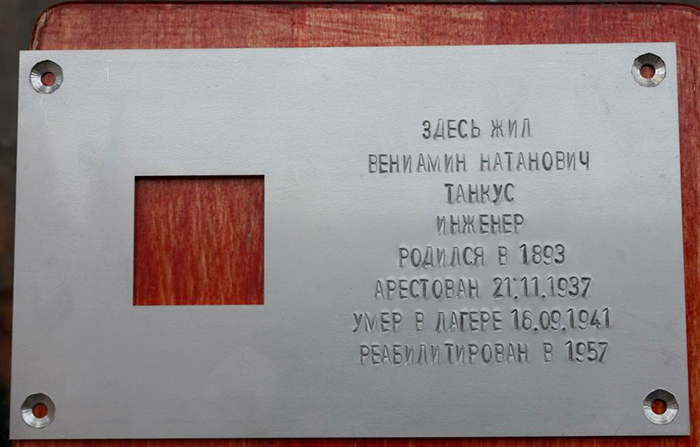 ЗДЕСЬ ЖИЛ
ВЕНИАМИН НАТАНОВИЧ
ТАНКУС
ИНЖЕНЕР
РОДИЛСЯ В 1893
АРЕСТОВАН 21.11.1937
УМЕР В ЛАГЕРЕ 16.09.1941
РЕАБИЛИТИРОВАН В 1957